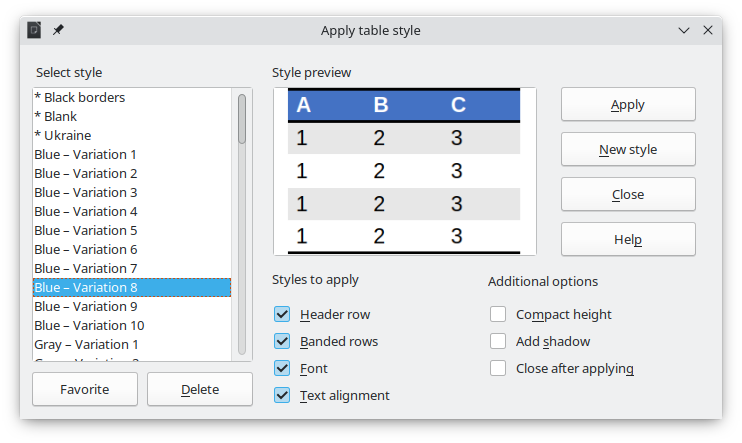 Apply table style
Select style
* Black borders
* Blank
* Ukraine
Blue – Variation 1
Blue – Variation 2
Blue – Variation 3
Blue – Variation 4
Blue – Variation 5
Blue – Variation 6
Blue – Variation 7
Blue – Variation 8
Blue – Variation 9
Blue – Variation 10
Gray – Variation 1
Favorite
Delete
Style preview
A B C
1 2 3
1 2 3
1 2 3
1 2 3
Styles to apply
Header row
Banded rows
Font
Text alignment
Additional options
Compact height
Add shadow
Close after applying
Apply
New style
Close
Help